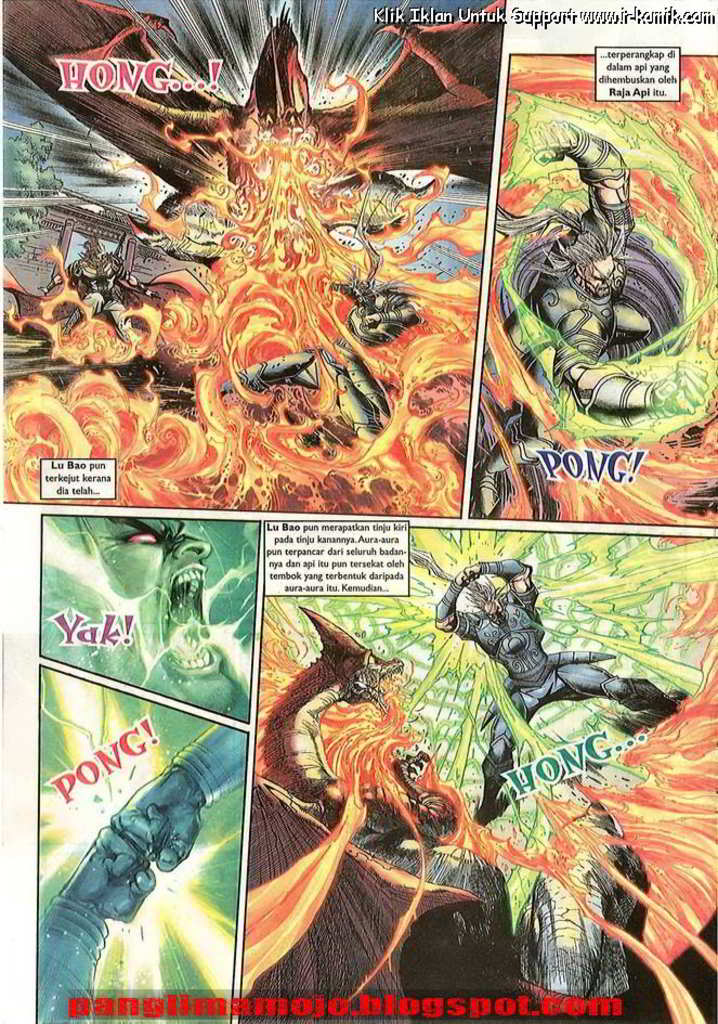 Klik Iklan Untuk Support www.ir-komik.com
HONG....!
Lu Bao pun
terkejut kerana
dia telah...
...terperangkap di
dalam api yang
dihembuskan oleh
Raja Api itu.
PONG!
Yak!
PONG!
Lu Bao pun merapatkan tinju kiri
pada tinju kanannya. Aura-aura
pun terpancar dari seluruh badan-
nya dan api itu pun tersekat oleh
tembok yang terbentuk daripada
aura-aura itu. Kemudian...
HONG...
panglimamojo.blogspot.com